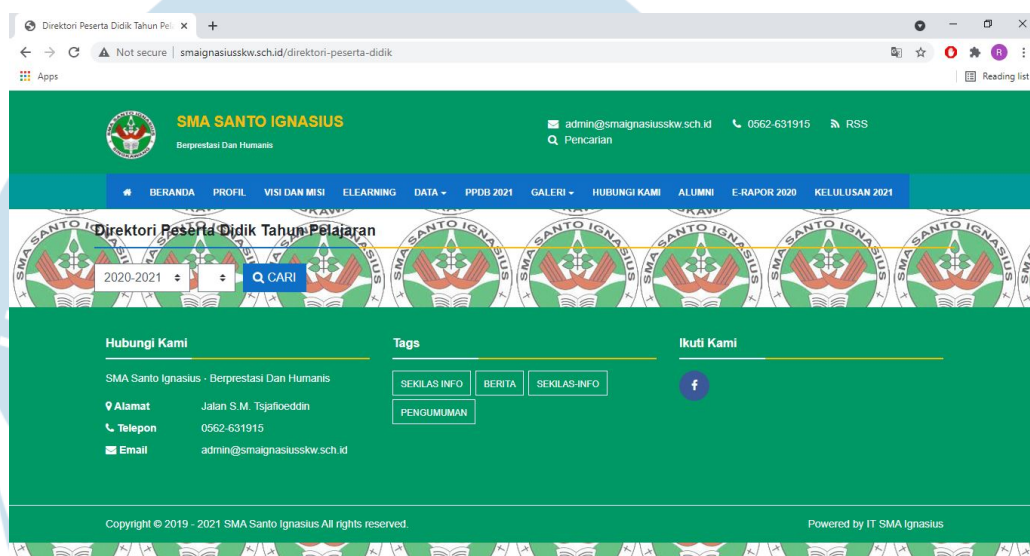 Direktori Peserta Didik Tahun Pel
Not secure | smaignasiusskw.sch.id/direktori-peserta-didik
R
Apps
Reading list
SMA SANTO IGNASIUS
Berprestasi Dan Humanis
admin@smaignasiusskw.sch.id 0562-631915 RSS
Pencarian
BERANDA PROFIL VISI DAN MISI ELEARNING DATA PPDB 2021 GALERI HUBUNGI KAMI ALUMNI E-RAPOR 2020 KELULUSAN 2021
Direktori Peserta Didik Tahun Pelajaran
2020-2021 CARI
Hubungi Kami
SMA Santo Ignasius - Berprestasi Dan Humanis
Alamat Jalan S.M. Tsjafioeddin
Telepon 0562-631915
Email admin@smaignasiusskw.sch.id
Tags
SEKILAS INFO BERITA SEKILAS-INFO
PENGUMUMAN
Ikuti Kami
Copyright © 2019 - 2021 SMA Santo Ignasius All rights reserved.
Powered by IT SMA Ignasius